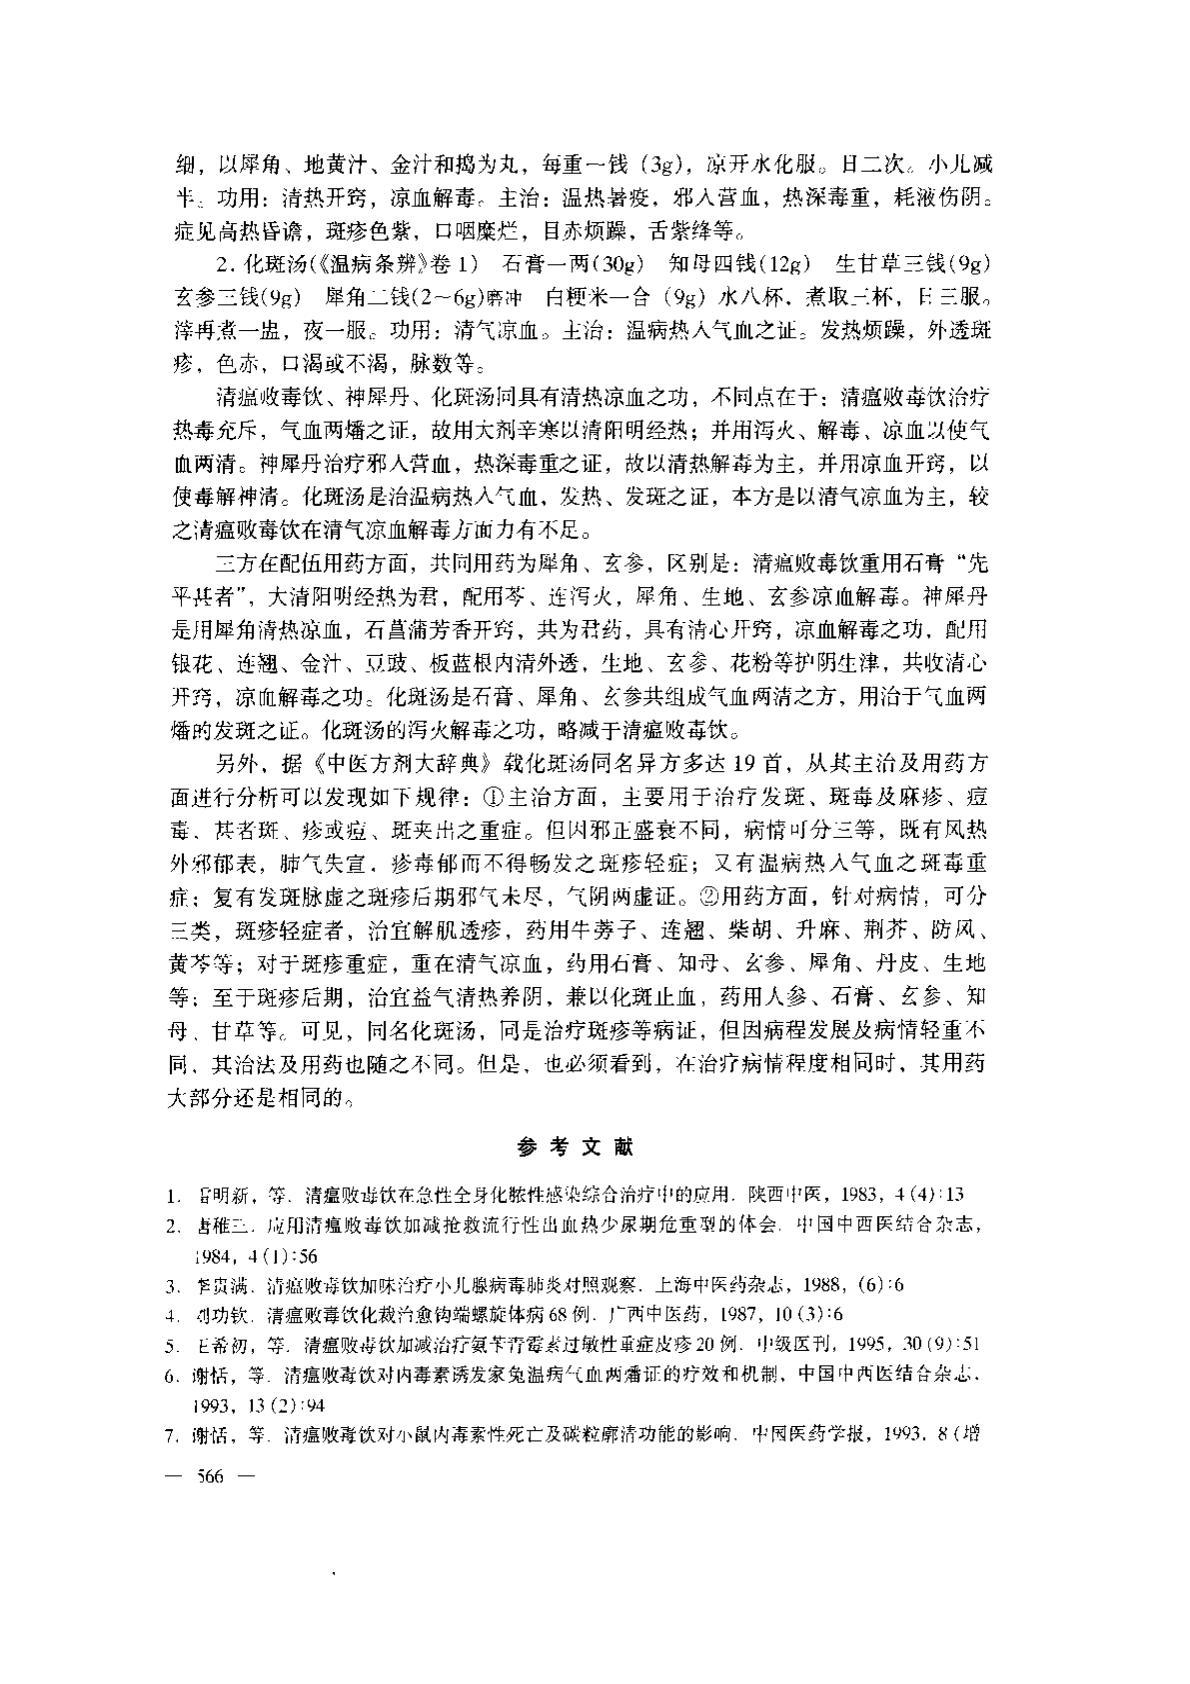 细，以犀角、地黄汁、金汁和捣为丸，每重一钱（3g），凉开水化服。日二次。小儿减
半。功用：清热开窍，凉血解毒。主治：温热暑疫，邪入营血，热深毒重，耗液伤阴。
症见高热昏谵，斑疹色紫，口咽糜烂，目赤烦躁，舌紫绛等。
2. 化斑汤(《温病条辨》卷 1） 石膏一两(30g) 知母四钱(12g) 生甘草三钱(9g)
玄参三钱(9g) 犀角二钱(2～6g)磨冲 白粳米一合（9g）水八杯，煮取三杯，日三服。
滓再煮一盅，夜一服。功用：清气凉血。主治：温病热入气血之证。发热烦躁，外透斑
疹，色赤，口渴或不渴，脉数等。
清瘟败毒饮、神犀丹、化斑汤同具有清热凉血之功，不同点在于：清瘟败毒饮治疗
热毒充斥，气血两燔之证，故用大剂辛寒以清阳明经热；并用泻火、解毒、凉血以使气
血两清。神犀丹治疗邪入营血，热深毒重之证，故以清热解毒为主，并用凉血开窍，以
使毒解神清。化斑汤是治温病热入气血，发热、发斑之证，本方是以清气凉血为主，较
之清瘟败毒饮在清气凉血解毒方面力有不足。
三方在配伍用药方面，共同用药为犀角、玄参，区别是：清瘟败毒饮重用石膏“先
平甚者”，大清阳明经热为君，配用芩、连泻火，犀角、生地、玄参凉血解毒。神犀丹
是用犀角清热凉血，石菖蒲芳香开窍，共为君药，具有清心开窍，凉血解毒之功，配用
银花、连翘、金汁、豆豉、板蓝根内清外透，生地、玄参、花粉等护阴生津，共收清心
开窍，凉血解毒之功。化斑汤是石膏、犀角、玄参共组成气血两清之方，用治于气血两
燔的发斑之证。化斑汤的泻火解毒之功，略减于清瘟败毒饮。
另外，据《中医方剂大辞典》载化斑汤同名异方多达 19 首，从其主治及用药方
面进行分析可以发现如下规律：①主治方面，主要用于治疗发斑、斑毒及麻疹、痘
毒、甚者斑、疹或痘、斑夹出之重症。但因邪正盛衰不同，病情可分三等，既有风热
外邪郁表，肺气失宣，疹毒郁而不得畅发之斑疹轻症；又有温病热入气血之斑毒重
症；复有发斑脉虚之斑疹后期邪气未尽，气阴两虚证。②用药方面，针对病情，可分
三类，斑疹轻症者，治宜解肌透疹，药用牛蒡子、连翘、柴胡、升麻、荆芥、防风、
黄芩等；对于斑疹重症，重在清气凉血，药用石膏、知母、玄参、犀角、丹皮、生地
等；至于斑疹后期，治宜益气清热养阴，兼以化斑止血，药用人参、石膏、玄参、知
母、甘草等。可见，同名化斑汤，同是治疗斑疹等病证，但因病程发展及病情轻重不
同，其治法及用药也随之不同。但是，也必须看到，在治疗病情程度相同时，其用药
大部分还是相同的。
参 考 文 献
1. 明新，等. 清瘟败毒饮在急性全身化脓性感染综合治疗中的应用. 陕西中医，1983，4 (4):13
2. 稚三. 应用清瘟败毒饮加减抢救流行性出血热少尿期危重型的体会. 中国中西医结合杂志，
1984，4 (1):56
3. 李贡满. 清瘟败毒饮加味治疗小儿腺病毒肺炎对照观察. 上海中医药杂志，1988，(6):6
4. 刘功钦. 清瘟败毒饮化裁治愈钩端螺旋体病 68 例. 广西中医药，1987，10 (3):6
5. 王希初，等. 清瘟败毒饮加减治疗氨苄青霉素过敏性重症皮疹 20 例. 中级医刊，1995，30 (9):51
6. 谢恬，等. 清瘟败毒饮对内毒素诱发家兔温病气血两燔证的疗效和机制. 中国中西医结合杂志.
1993，13 (2):94
7. 谢恬，等. 清瘟败毒饮对小鼠内毒素性死亡及碳粒廓清功能的影响. 中国医药学报，1993. 8 (增
— 566 —